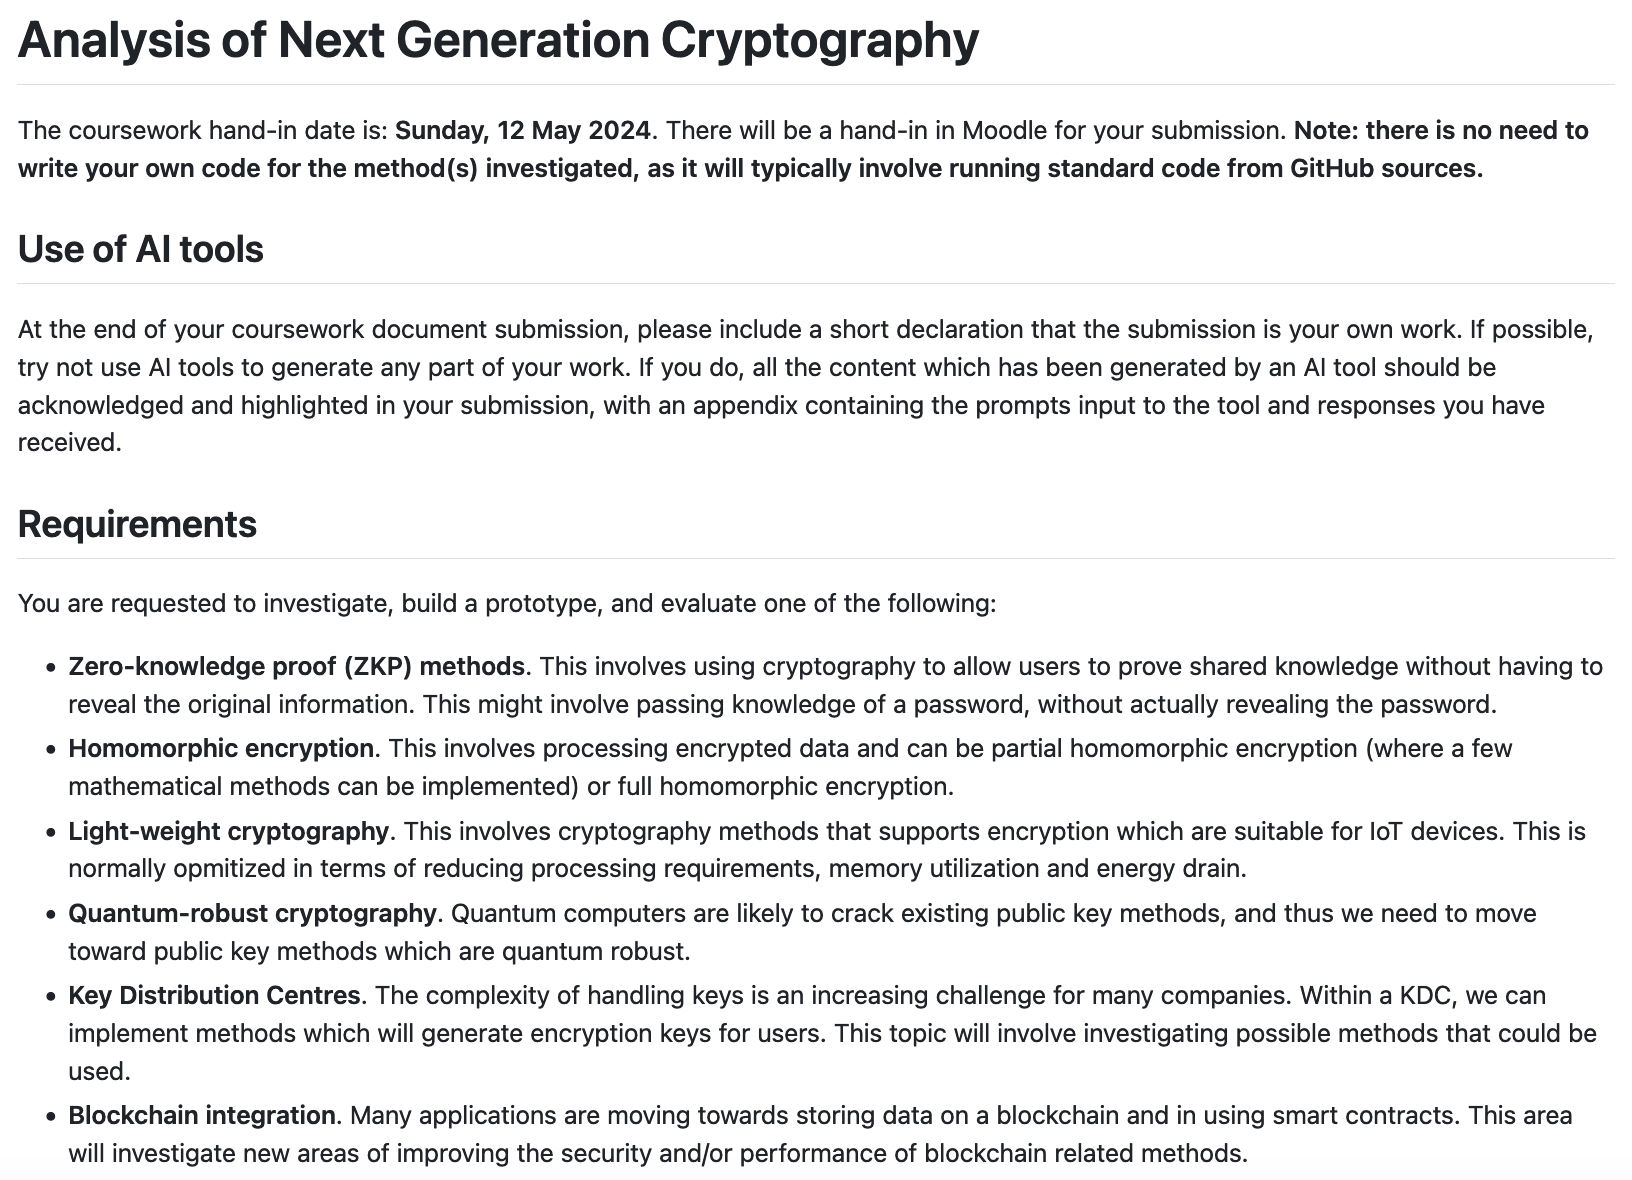 Analysis of Next Generation Cryptography
The coursework hand-in date is: Sunday, 12 May 2024. There will be a hand-in in Moodle for your submission. Note: there is no need to
write your own code for the method(s) investigated, as it will typically involve running standard code from GitHub sources.
Use of AI tools
At the end of your coursework document submission, please include a short declaration that the submission is your own work. If possible,
try not use AI tools to generate any part of your work. If you do, all the content which has been generated by an AI tool should be
acknowledged and highlighted in your submission, with an appendix containing the prompts input to the tool and responses you have
received.
Requirements
You are requested to investigate, build a prototype, and evaluate one of the following:
• Zero-knowledge proof (ZKP) methods. This involves using cryptography to allow users to prove shared knowledge without having to
reveal the original information. This might involve passing knowledge of a password, without actually revealing the password.
• Homomorphic encryption. This involves processing encrypted data and can be partial homomorphic encryption (where a few
mathematical methods can be implemented) or full homomorphic encryption.
• Light-weight cryptography. This involves cryptography methods that supports encryption which are suitable for IoT devices. This is
normally opmitized in terms of reducing processing requirements, memory utilization and energy drain.
• Quantum-robust cryptography. Quantum computers are likely to crack existing public key methods, and thus we need to move
toward public key methods which are quantum robust.
• Key Distribution Centres. The complexity of handling keys is an increasing challenge for many companies. Within a KDC, we can
implement methods which will generate encryption keys for users. This topic will involve investigating possible methods that could be
used.
• Blockchain integration. Many applications are moving towards storing data on a blockchain and in using smart contracts. This area
will investigate new areas of improving the security and/or performance of blockchain related methods.